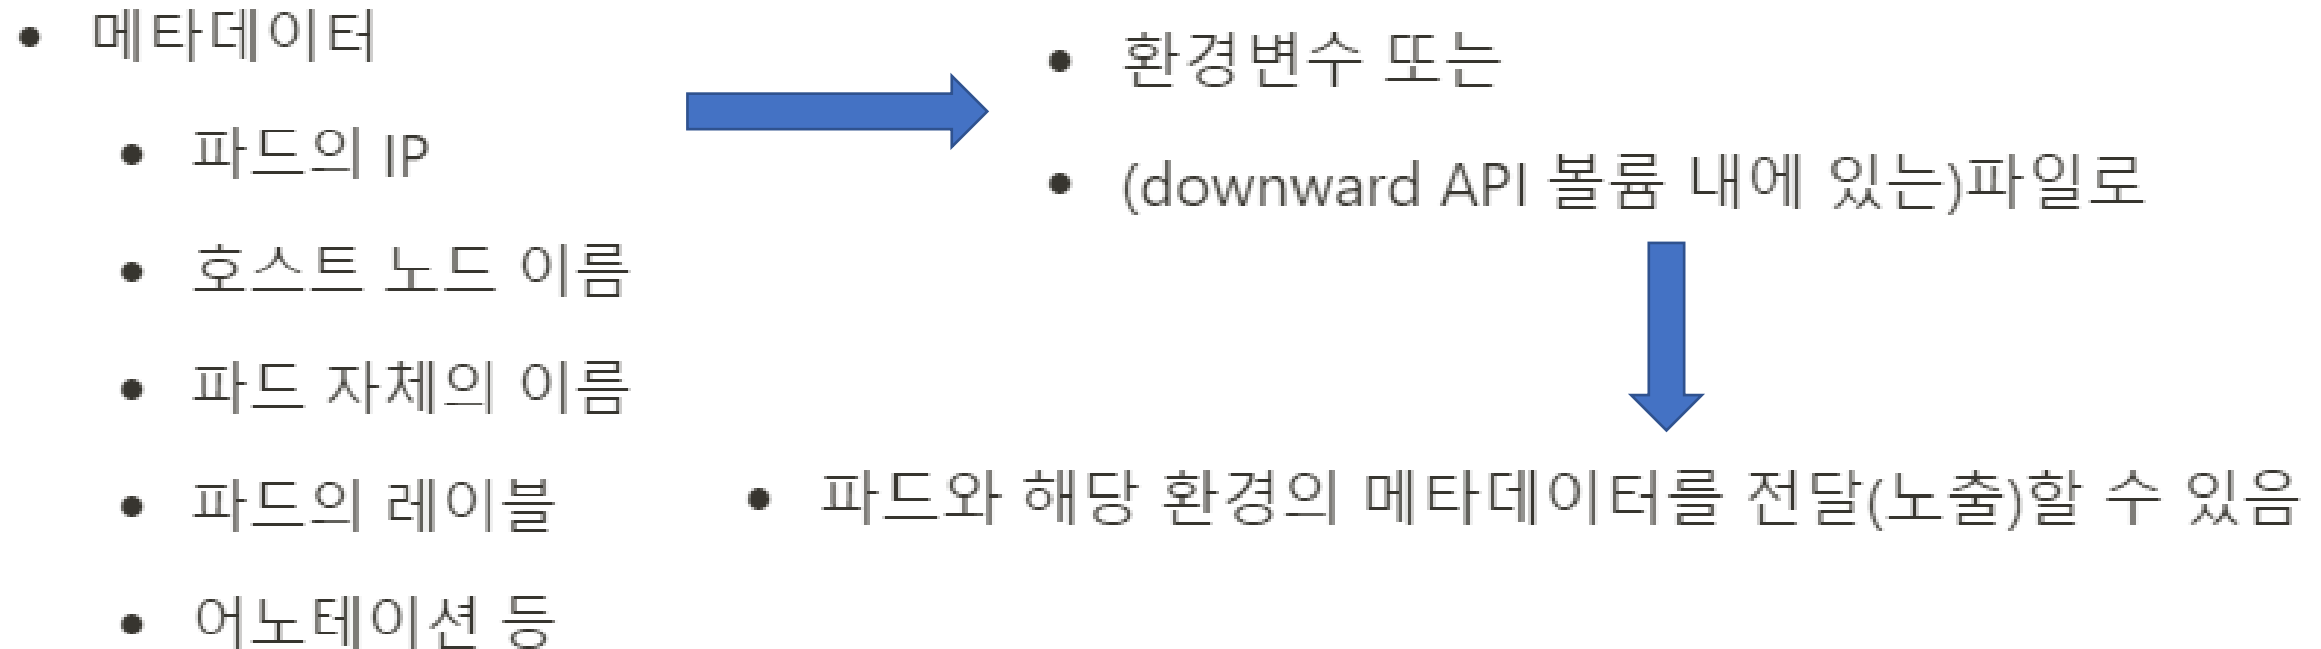 메타데이터
파드의 IP
호스트 노드 이름
파드 자체의 이름
파드의 레이블
어노테이션 등
환경변수 또는
(downward API 볼륨 내에 있는)파일로
파드와 해당 환경의 메타데이터를 전달(노출)할 수 있음